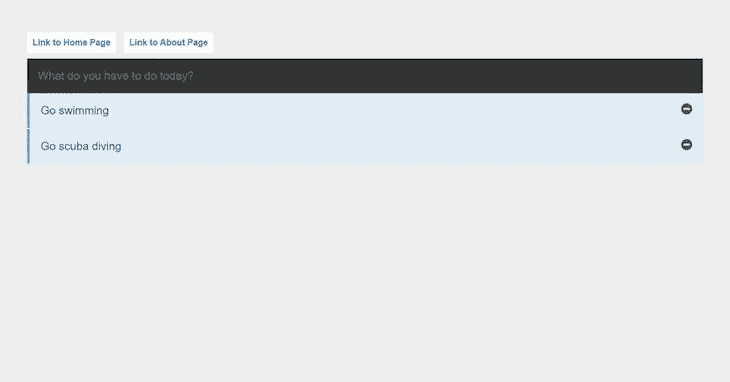 Link to Home Page Link to About Page
What do you have to do today?
Go swimming
Go scuba diving